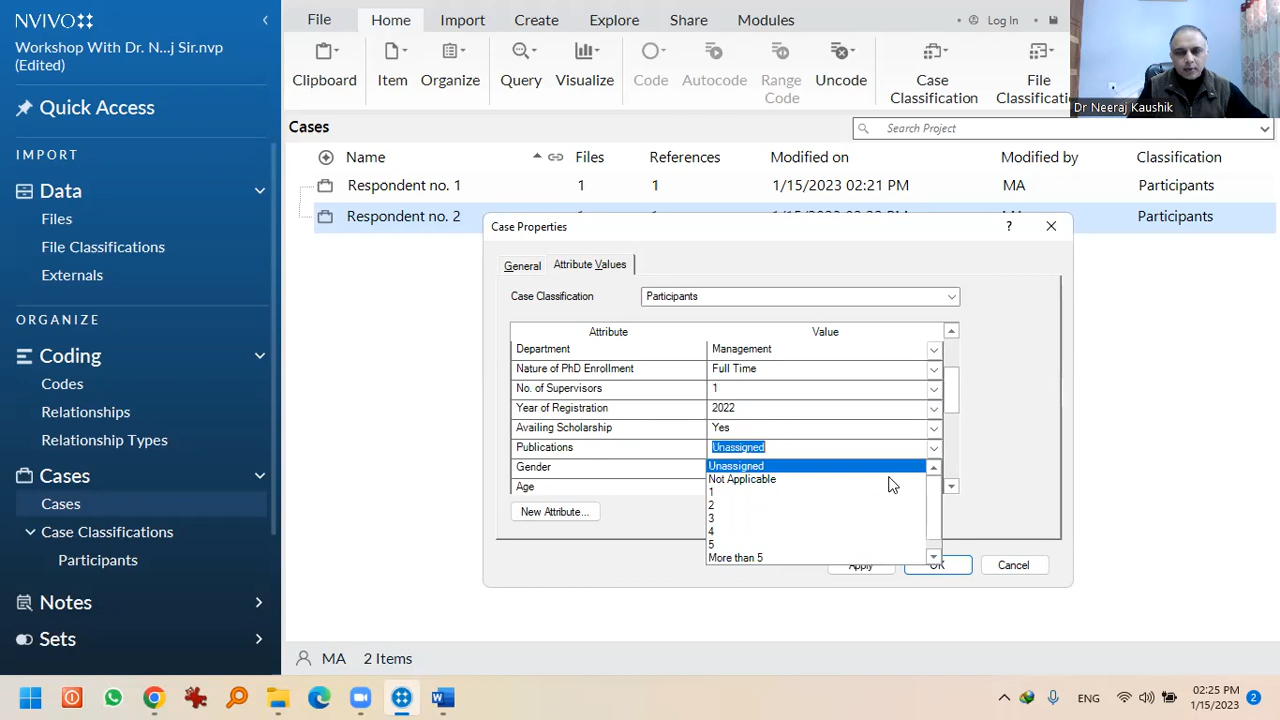 NVIVO
Workshop With Dr. N...j Sir.nvp
(Edited)
Quick Access
IMPORT
Data
Files
File Classifications
Externals
ORGANIZE
Coding
Codes
Relationships
Relationship Types
Cases
Cases
Case Classifications
Participants
Notes
Sets
File Home Import Create Explore Share Modules Log In
Clipboard Item Organize Query Visualize Code Autocode Range Code Uncode Case Classification File
Dr Neeraj Kaushik
Cases
Search Project
Name Files References Modified on Modified by Classification
Respondent no. 1 1 1 1/15/2023 02:21 PM MA Participants
Respondent no. 2 Participants
Case Properties ?
General Attribute Values
Case Classification Participants
Attribute Value
Department Management
Nature of PhD Enrollment Full Time
No. of Supervisors 1
Year of Registration 2022
Availing Scholarship Yes
Publications Unassigned
Gender
Age
Unassigned
Not Applicable
1
2
3
4
5
More than 5
New Attribute...
Apply OK Cancel
MA 2 Items
ENG 02:25 PM
1/15/2023
2